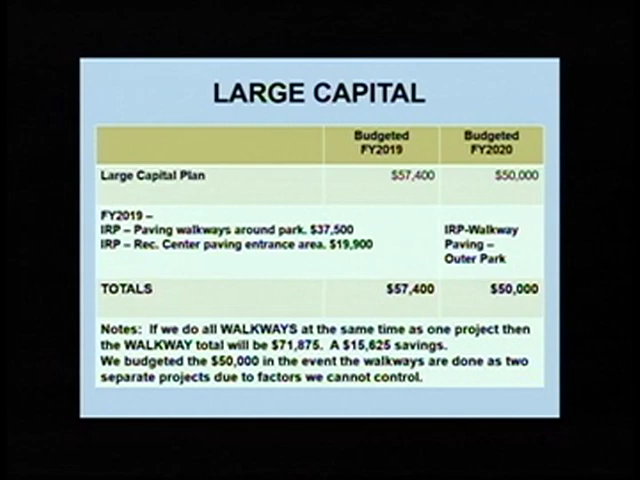 LARGE CAPITAL
Budgeted FY2019
Budgeted FY2020
Large Capital Plan $57,400 $50,000
FY2019 –
IRP – Paving walkways around park. $37,500
IRP – Rec. Center paving entrance area. $19,900
IRP-Walkway
Paving –
Outer Park
TOTALS $57,400 $50,000
Notes: If we do all WALKWAYS at the same time as one project then
the WALKWAY total will be $71,875. A $15,625 savings.
We budgeted the $50,000 in the event the walkways are done as two
separate projects due to factors we cannot control.